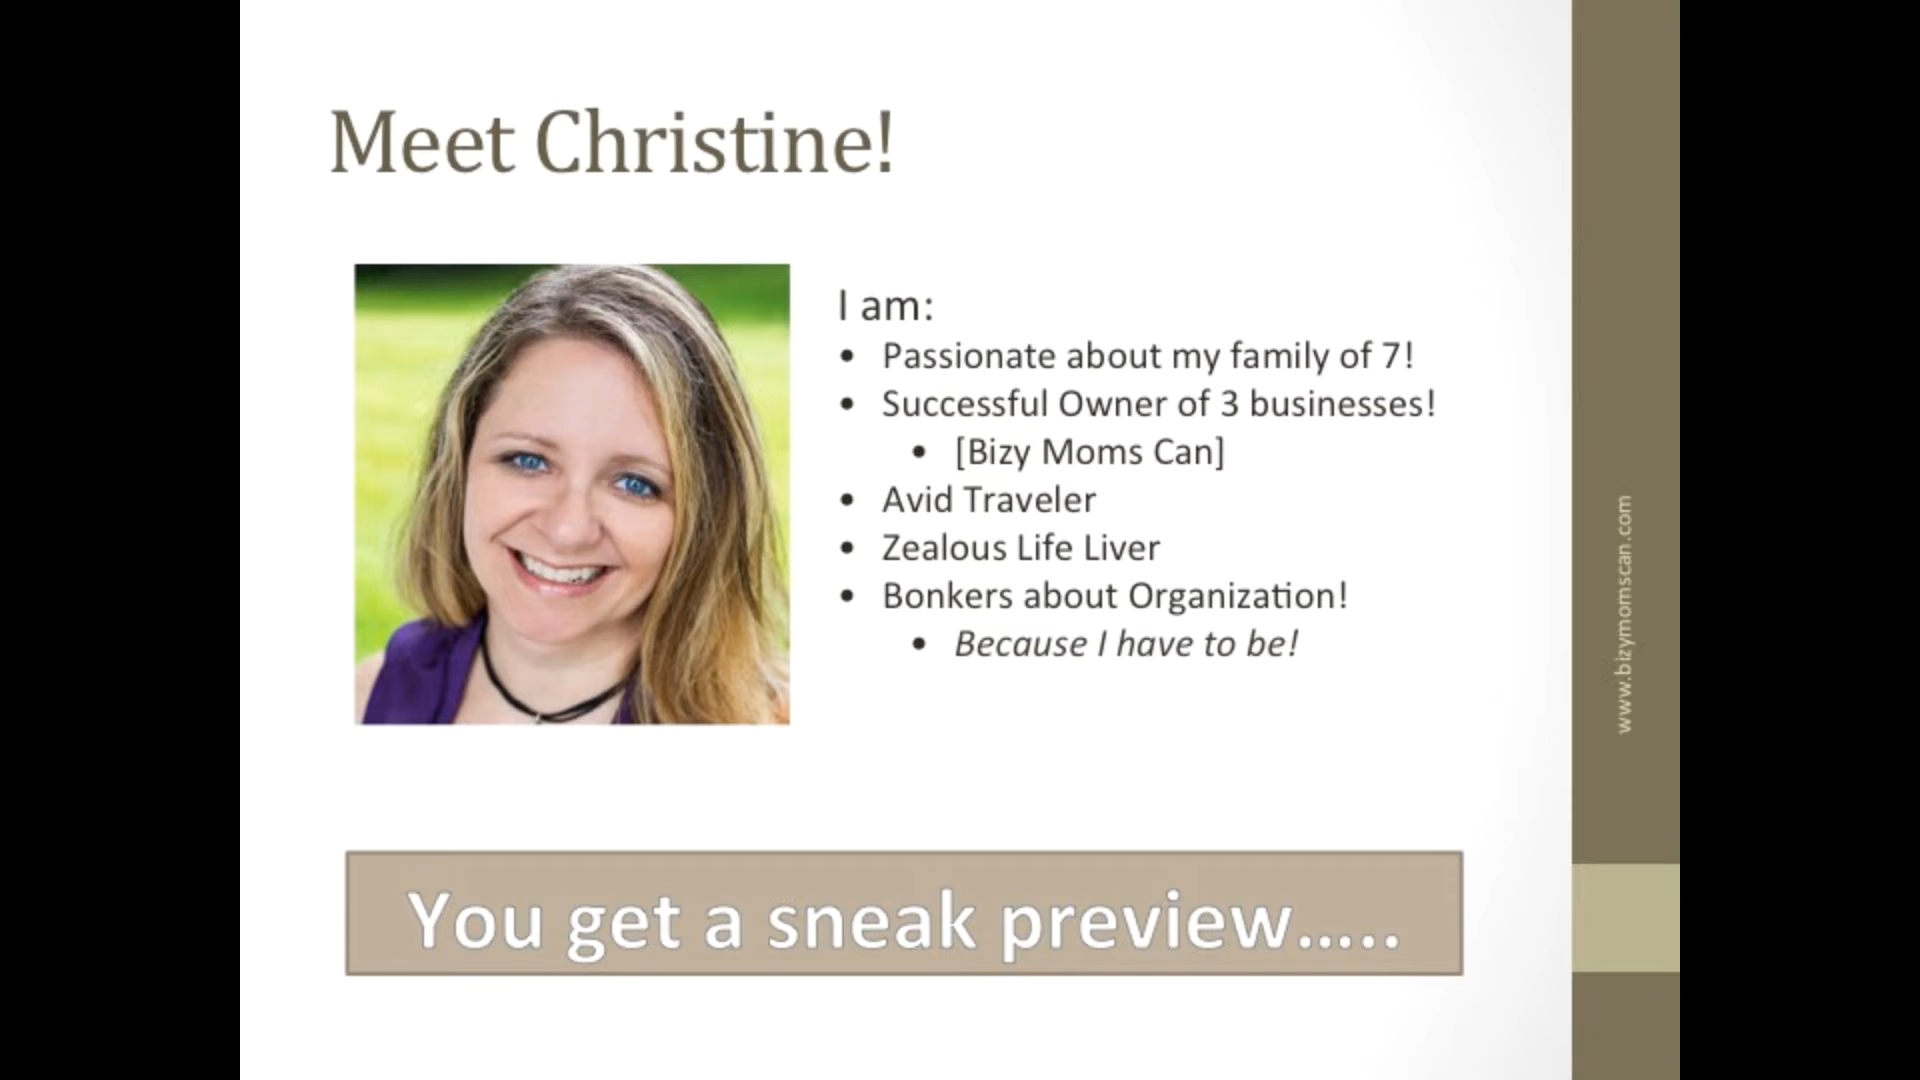 Meet Christine!
I am:
• Passionate about my family of 7!
• Successful Owner of 3 businesses!
• [Bizy Moms Can]
• Avid Traveler
• Zealous Life Liver
• Bonkers about Organization!
• Because I have to be!
www.bizymomscan.com
You get a sneak preview.....